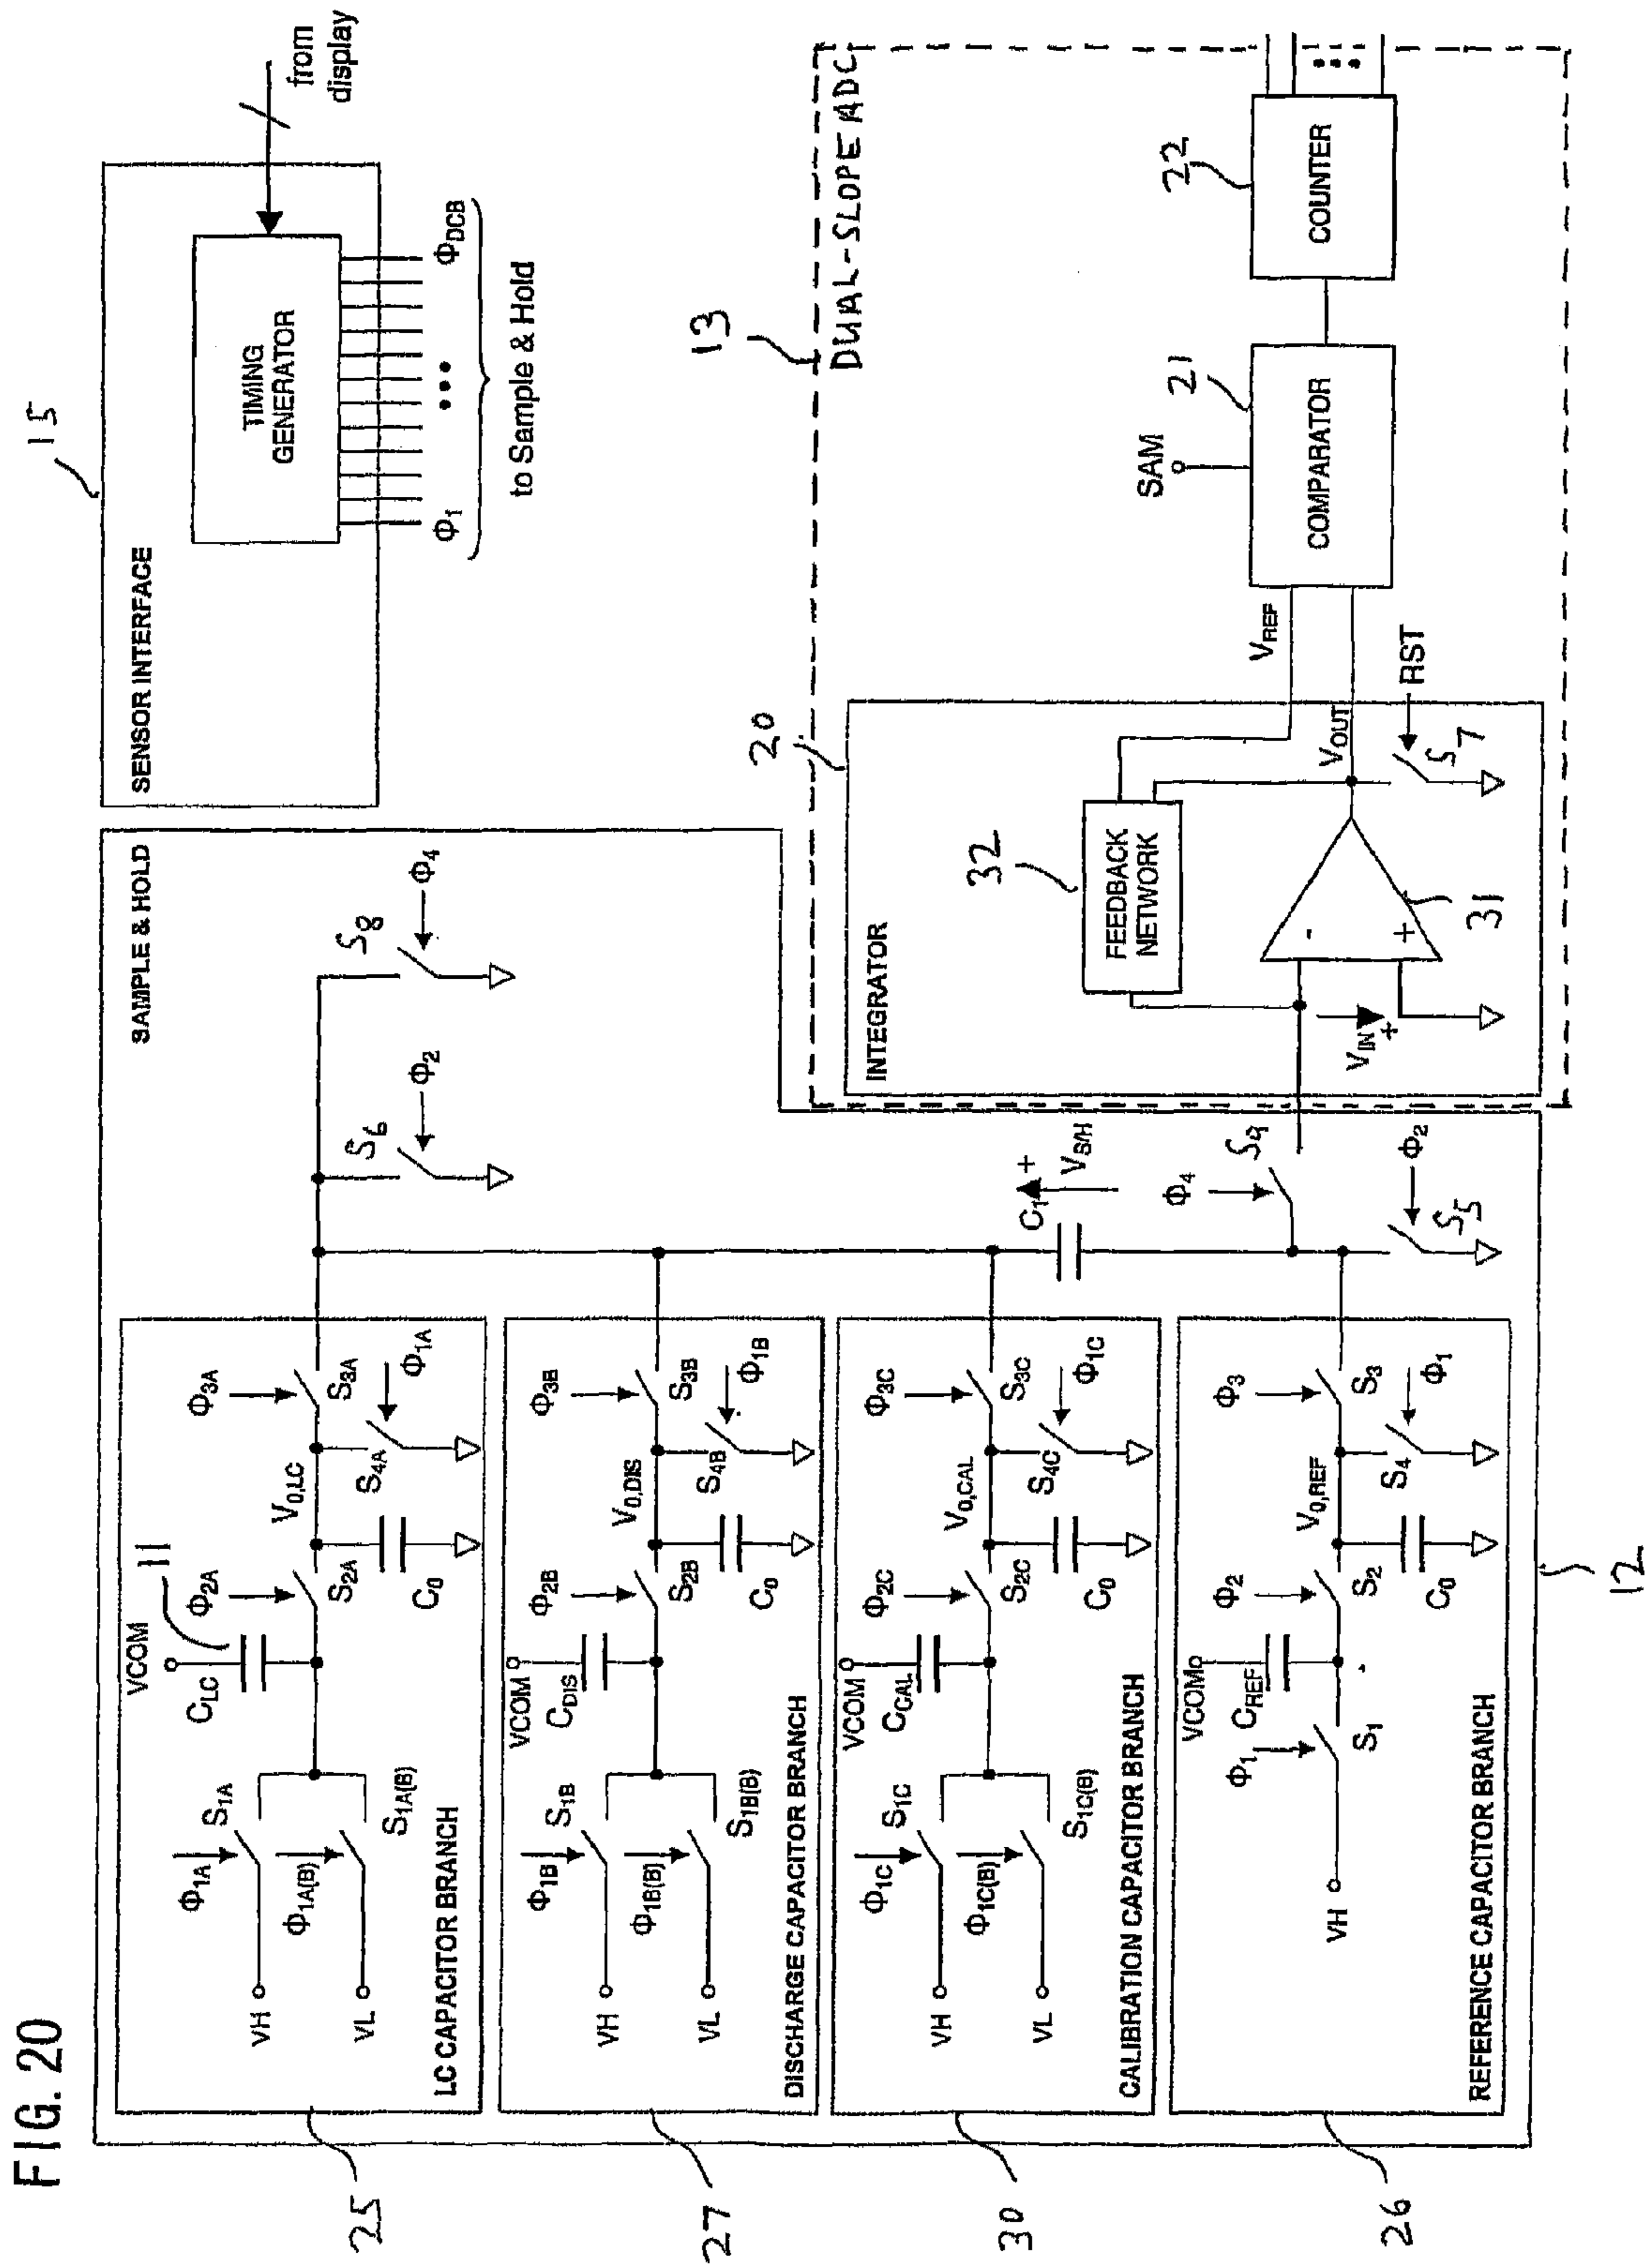 FIG. 20
SAMPLE & HOLD
SENSOR INTERFACE
15
TIMING
GENERATOR
from
display
Φ1
•••
ΦDCB
to Sample & Hold
25
Φ1A
S1A
VH
Φ1A(B)
S1A(B)
VL
VCOM
11
CLC
Φ2A
S2A
C0
V0,LC
Φ3A
S3A
S4A
Φ1A
LC CAPACITOR BRANCH
S6
Φ2
S8
Φ4
27
Φ1B
S1B
VH
Φ1B(B)
S1B(B)
VL
VCOM
CDIS
Φ2B
S2B
C0
V0,DIS
Φ3B
S3B
S4B
Φ1B
DISCHARGE CAPACITOR BRANCH
30
Φ1C
S1C
VH
Φ1C(B)
S1C(B)
VL
VCOM
CCAL
Φ2C
S2C
C0
V0,CAL
Φ3C
S3C
S4C
Φ1C
CALIBRATION CAPACITOR BRANCH
C1
+
VS/H
Φ4
S9
Φ2
S5
26
VH
Φ1
S1
VCOM
CREF
Φ2
S2
C0
V0,REF
Φ3
S3
S4
Φ1
REFERENCE CAPACITOR BRANCH
12
13
DUAL-SLOPE ADC
20
INTEGRATOR
32
FEEDBACK
NETWORK
VIN
+
-
+
31
VOUT
VREF
RST
S7
SAM
21
COMPARATOR
22
COUNTER
•••